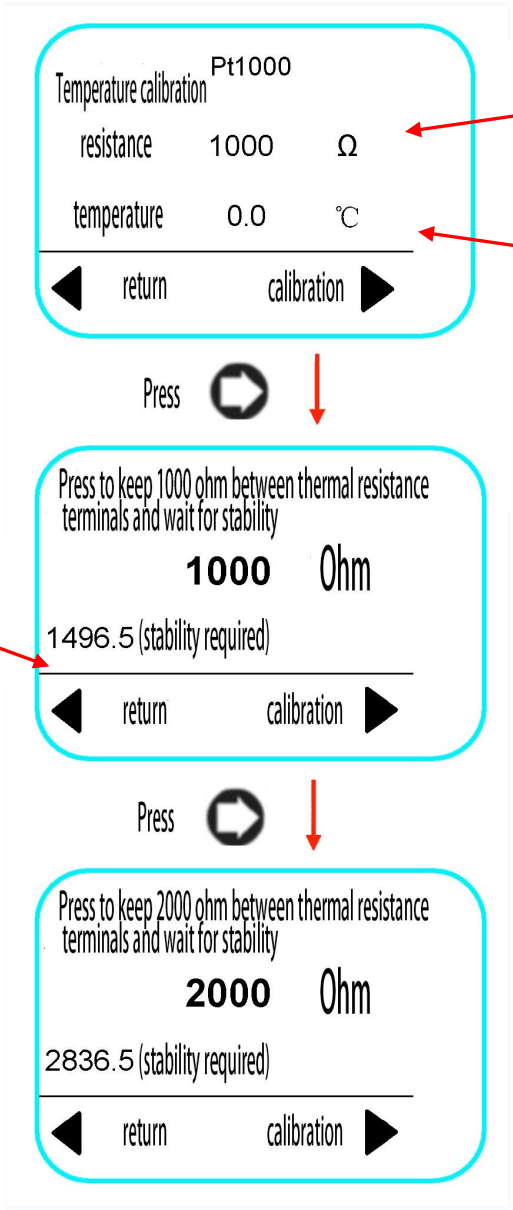 Temperature calibration Pt1000
resistance 1000 Ω
temperature 0.0 ℃
return calibration
Press
Press to keep 1000 ohm between thermal resistance
terminals and wait for stability
1000 Ohm
1496.5 (stability required)
return calibration
Press
Press to keep 2000 ohm between thermal resistance
terminals and wait for stability
2000 Ohm
2836.5 (stability required)
return calibration